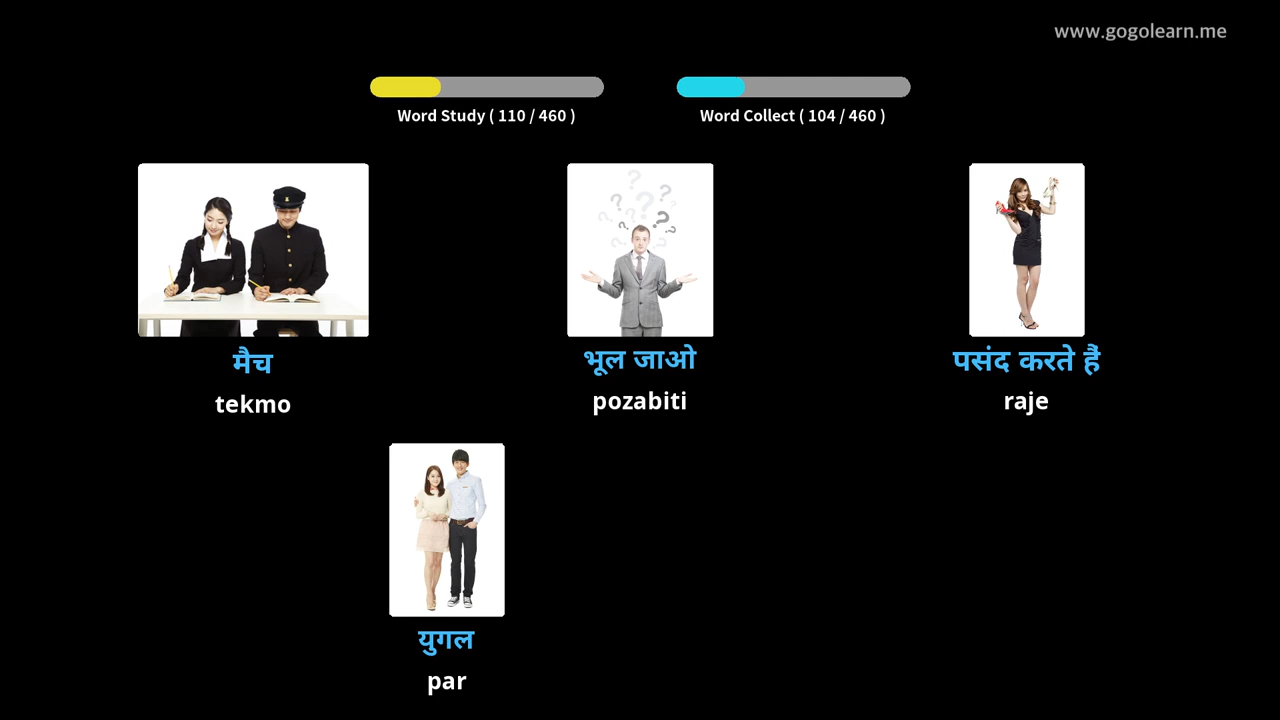 www.gogolearn.me
Word Study ( 110 / 460 )
Word Collect ( 104 / 460 )
मैच
tekmo
भूल जाओ
pozabiti
पसंद करते हैं
raje
युगल
par